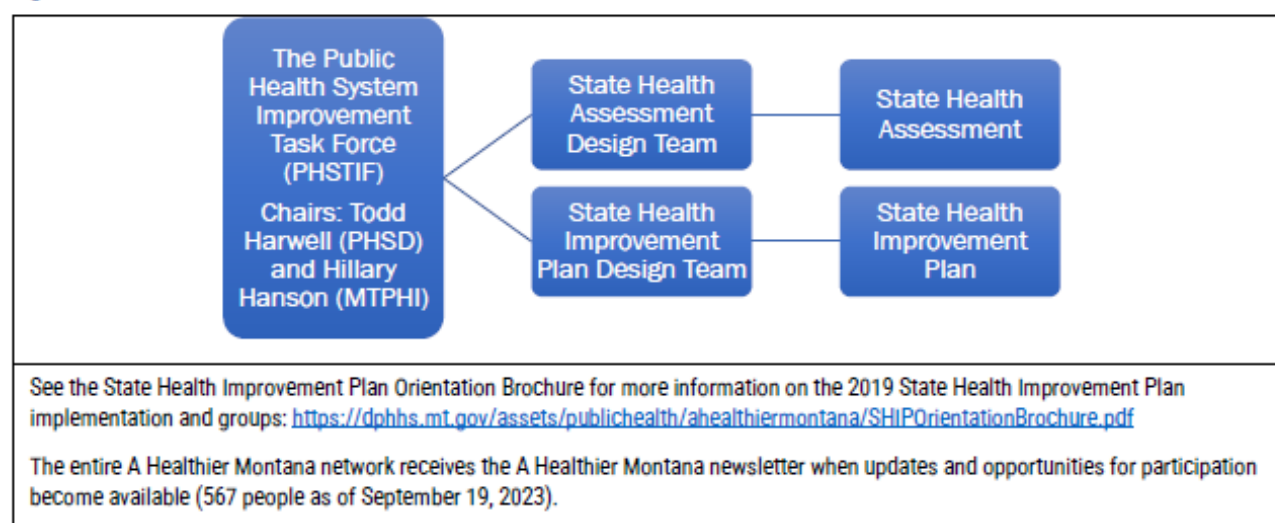 The Public
Health System
Improvement
Task Force
(PHSTIF)
Chairs: Todd
Harwell (PHSD)
and Hillary
Hanson (MTPHI)
State Health
Assessment
Design Team
State Health
Assessment
State Health
Improvement
Plan Design Team
State Health
Improvement
Plan
See the State Health Improvement Plan Orientation Brochure for more information on the 2019 State Health Improvement Plan
implementation and groups: https://dphhs.mt.gov/assets/publichealth/ahealthiermontana/SHIPOrientationBrochure.pdf
The entire A Healthier Montana network receives the A Healthier Montana newsletter when updates and opportunities for participation
become available (567 people as of September 19, 2023).